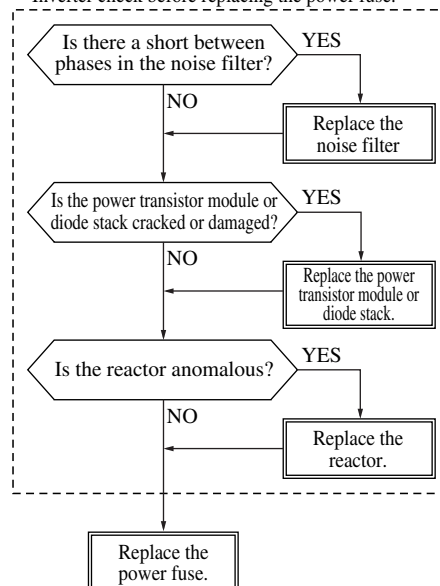 Inverter check before replacing the power fuse.
Is there a short between
phases in the noise filter?
YES
NO
Replace the
noise filter
Is the power transistor module or
diode stack cracked or damaged?
YES
NO
Replace the power
transistor module or
diode stack.
Is the reactor anomalous?
YES
NO
Replace the
reactor.
Replace the
power fuse.